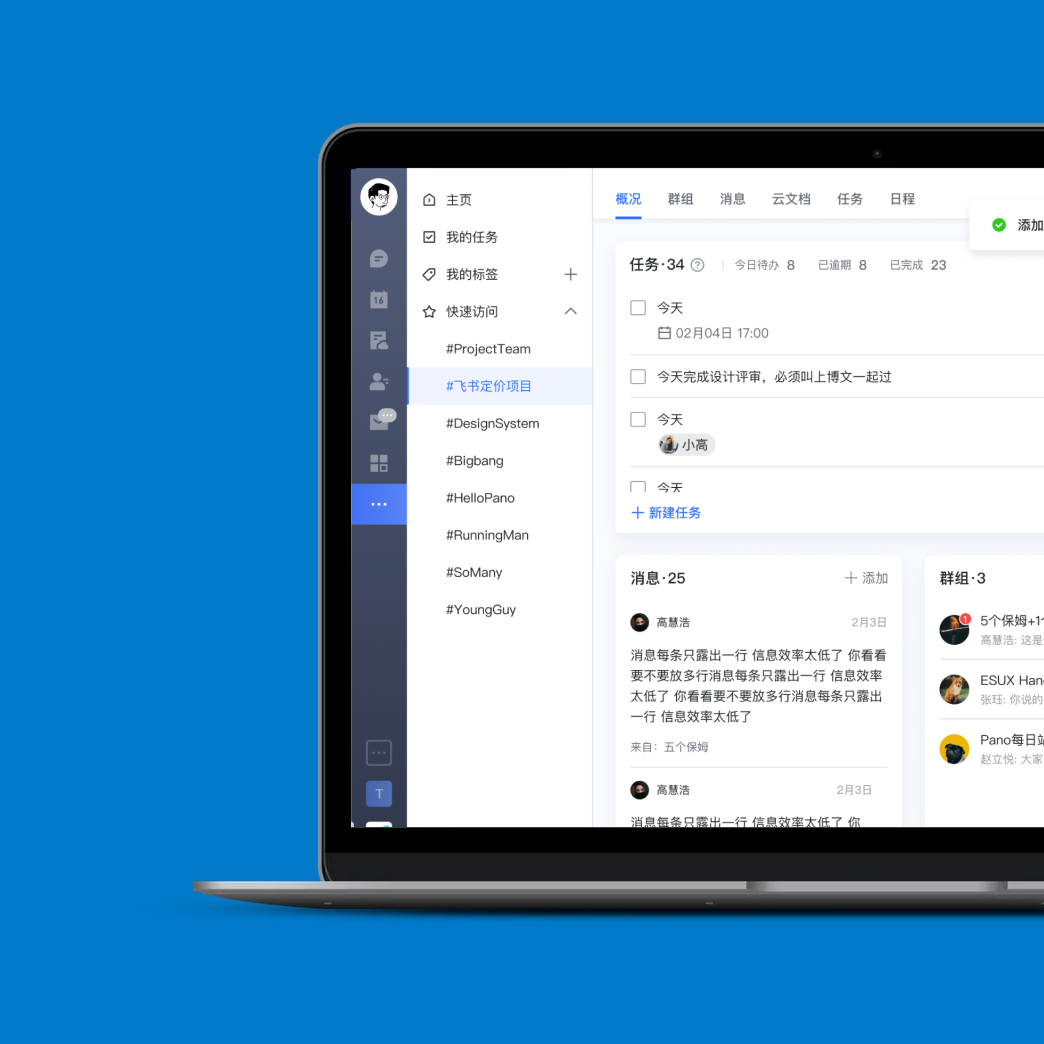 16
T
主页
我的任务
我的标签
快速访问
#ProjectTeam
#飞书定价项目
#DesignSystem
#Bigbang
#HelloPano
#RunningMan
#SoMany
#YoungGuy
概况 群组 消息 云文档 任务 日程
添加
任务·34 ? 今日待办 8 已逾期 8 已完成 23
今天
02月04日 17:00
今天完成设计评审，必须叫上博文一起过
今天
小高
今天
新建任务
消息·25 添加
高慧浩 2月3日
消息每条只露出一行 信息效率太低了 你看看
要不要放多行消息每条只露出一行 信息效率
太低了 你看看要不要放多行消息每条只露出
一行 信息效率太低了
来自：五个保姆
高慧浩 2月3日
消息每条只露出一行 信息效率太低了 你
群组·3
1
5个保姆+1个
高慧浩: 这是
ESUX Han
张珏: 你说的
Pano每日站
赵立悦: 大家